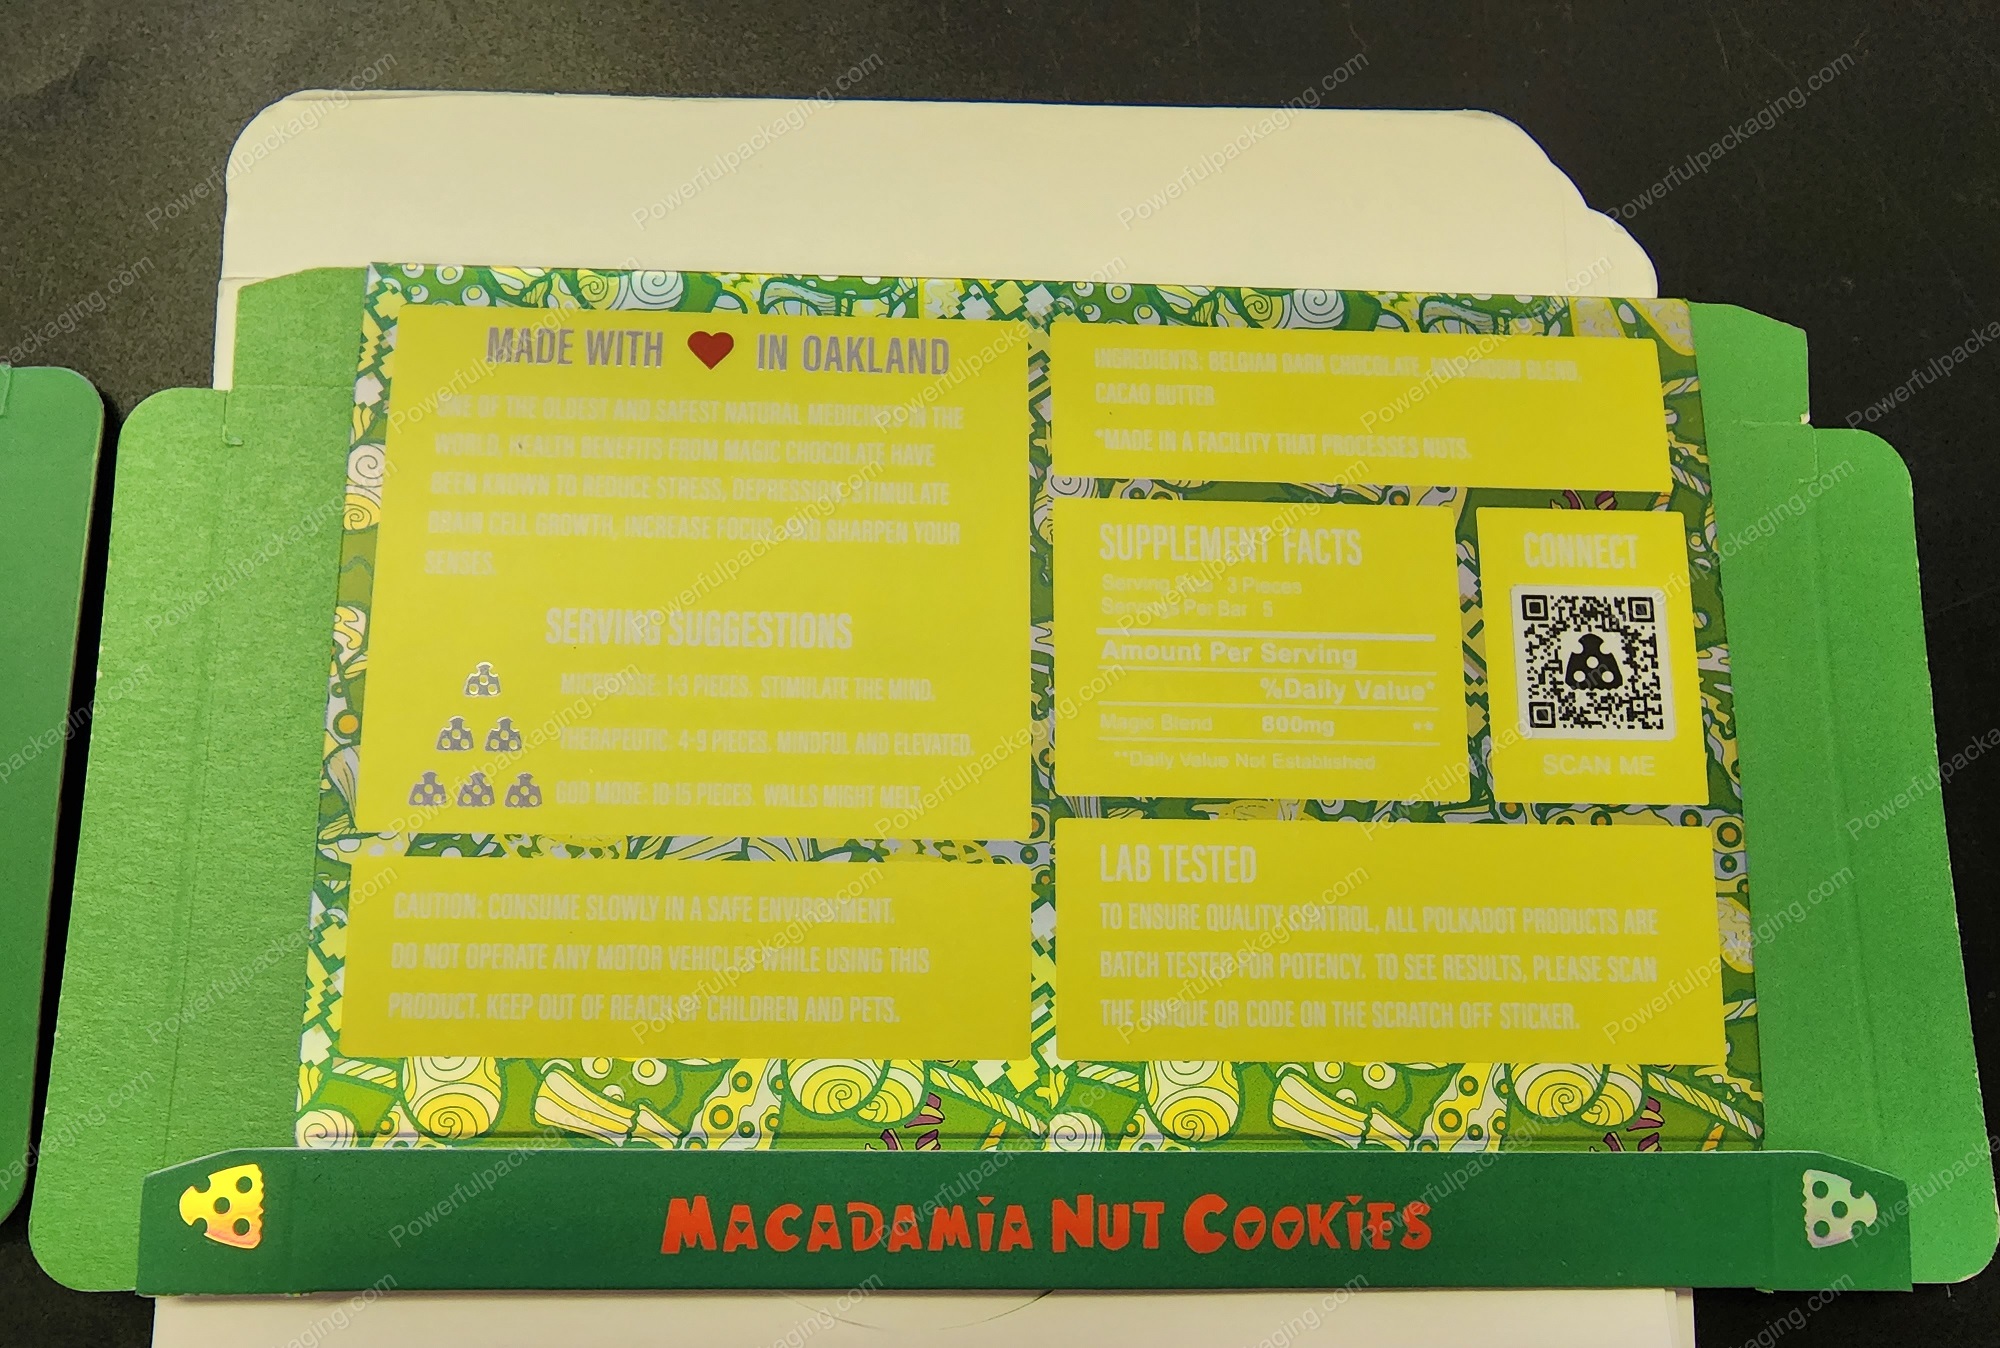 MADE WITH ❤ IN OAKLAND
ONE OF THE OLDEST AND SAFEST NATURAL MEDICINES IN THE
WORLD, HEALTH BENEFITS FROM MAGIC CHOCOLATE HAVE
BEEN KNOWN TO REDUCE STRESS, DEPRESSION, STIMULATE
BRAIN CELL GROWTH, INCREASE FOCUS AND SHARPEN YOUR
SENSES.
SERVING SUGGESTIONS
MICRODOSE: 1-3 PIECES. STIMULATE THE MIND.
THERAPEUTIC: 4-9 PIECES. MINDFUL AND ELEVATED.
GOD MODE: 10-15 PIECES. WALLS MIGHT MELT.
CAUTION: CONSUME SLOWLY IN A SAFE ENVIRONMENT.
DO NOT OPERATE ANY MOTOR VEHICLES WHILE USING THIS
PRODUCT. KEEP OUT OF REACH OF CHILDREN AND PETS.
INGREDIENTS: BELGIAN DARK CHOCOLATE, MUSHROOM BLEND,
CACAO BUTTER
*MADE IN A FACILITY THAT PROCESSES NUTS.
SUPPLEMENT FACTS
Serving Size 3 Pieces
Servings Per Bar 5
Amount Per Serving
%Daily Value*
Magic Blend 800mg **
**Daily Value Not Established
CONNECT
SCAN ME
LAB TESTED
TO ENSURE QUALITY CONTROL, ALL POLKADOT PRODUCTS ARE
BATCH TESTED FOR POTENCY. TO SEE RESULTS, PLEASE SCAN
THE UNIQUE QR CODE ON THE SCRATCH OFF STICKER.
MACADAMIA NUT COOKIES
Powerfulpackaging.com